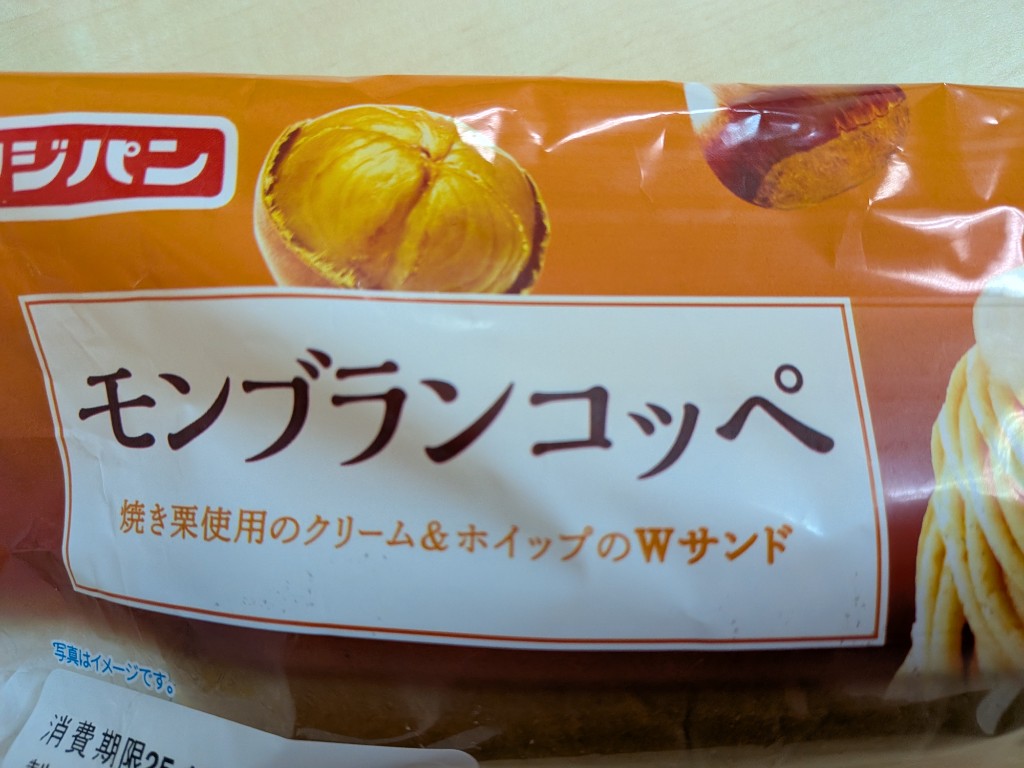 ジパン
モンブランコッペ
焼き栗使用のクリーム&ホイップのWサンド
写真はイメージです。
消費期限25